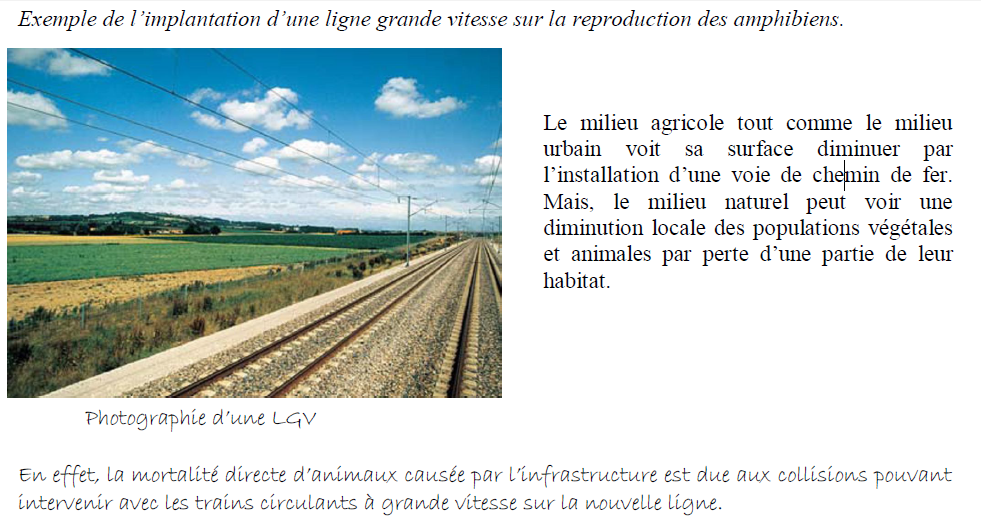 Exemple de l'implantation d'une ligne grande vitesse sur la reproduction des amphibiens.
Le milieu agricole tout comme le milieu
urbain voit sa surface diminuer par
l'installation d'une voie de chemin de fer.
Mais, le milieu naturel peut voir une
diminution locale des populations végétales
et animales par perte d'une partie de leur
habitat.
Photographie d'une LGV
En effet, la mortalité directe d'animaux causée par l'infrastructure est due aux collisions pouvant
intervenir avec les trains circulants à grande vitesse sur la nouvelle ligne.